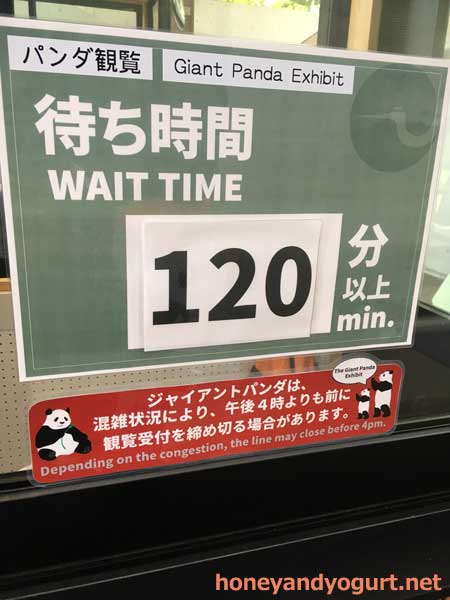 パンダ観覧
Giant Panda Exhibit
待ち時間
WAIT TIME
120
分
以上
min.
The Giant Panda
Exhibit
ジャイアントパンダは、
混雑状況により、午後4時よりも前に
観覧受付を締め切る場合があります。
Depending on the congestion, the line may close before 4pm.
honeyandyogurt.net